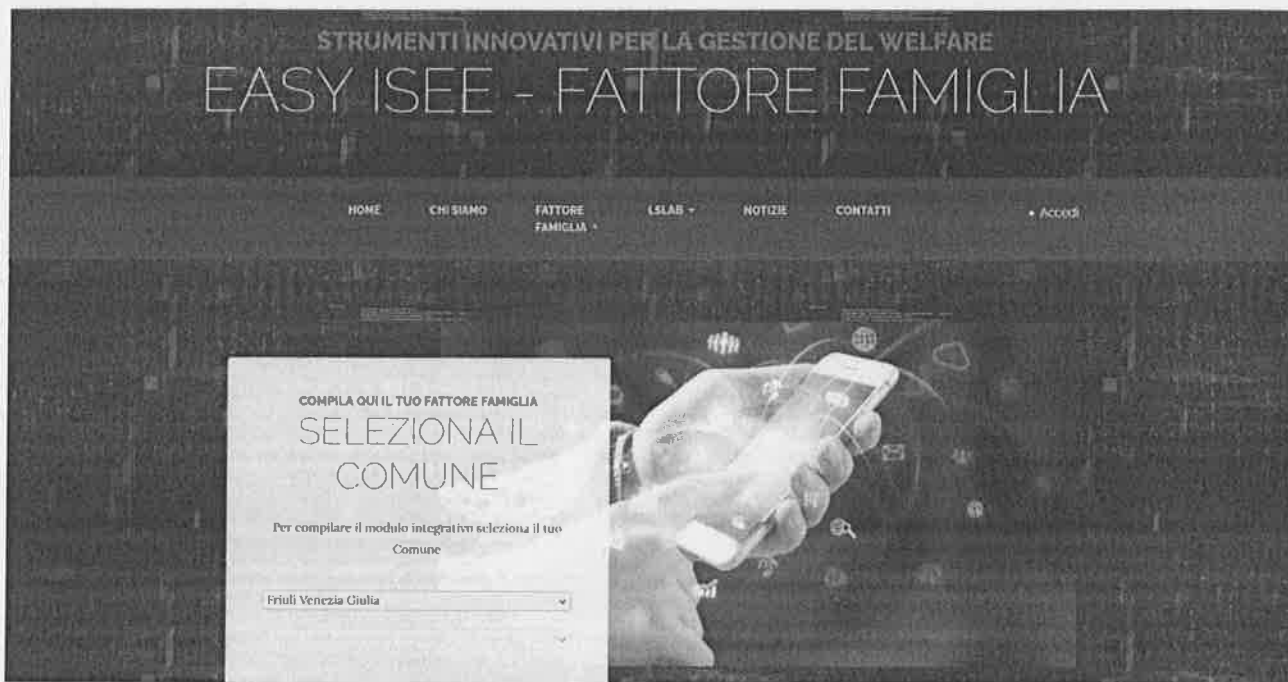 STRUMENTI INNOVATIVI PER LA GESTIONE DEL WELFARE
EASY ISEE - FATTORE FAMIGLIA
HOME CHI SIAMO FATTORE FAMIGLIA LSLAB NOTIZIE CONTATTI • Accedi
COMPILA QUI IL TUO FATTORE FAMIGLIA
SELEZIONA IL
COMUNE
Per compilare il modulo integrativo seleziona il tuo
Comune
Friuli Venezia Giulia